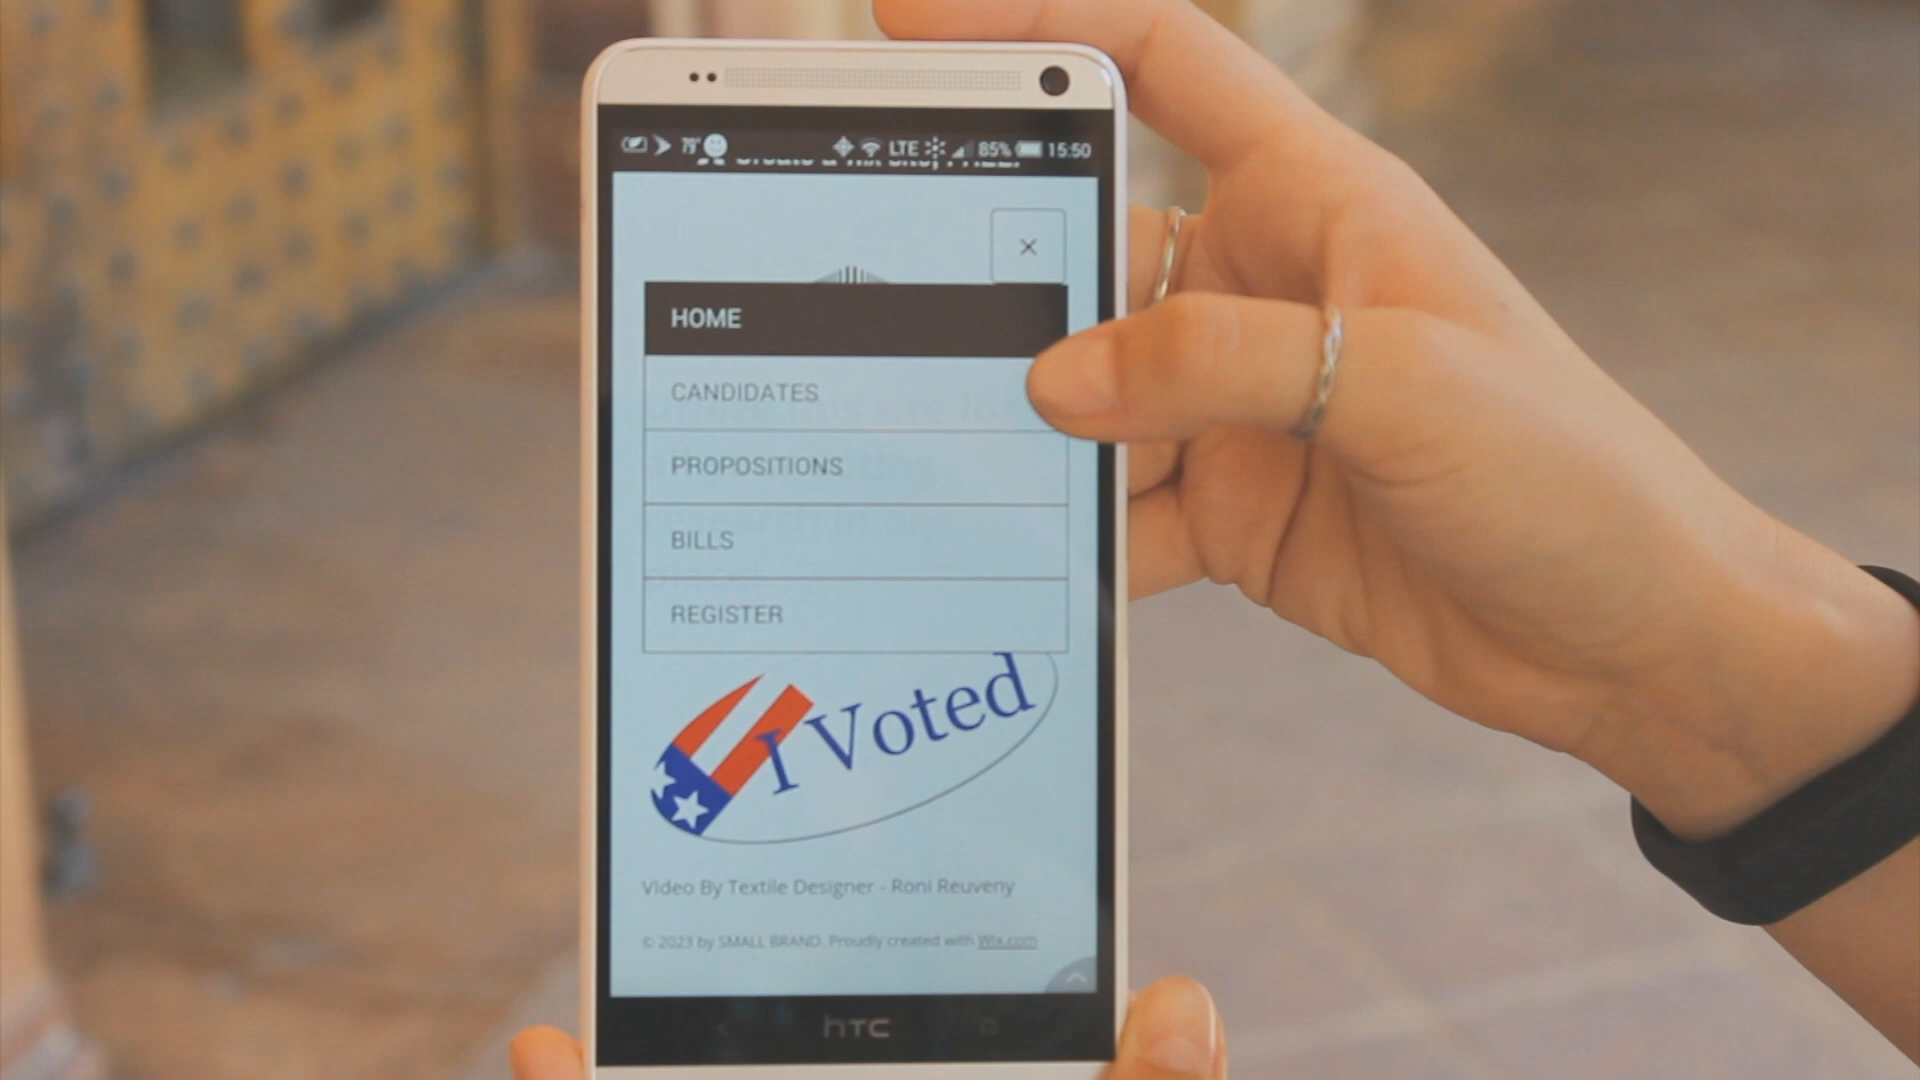 79°
LTE 85% 15:50
HOME
CANDIDATES
PROPOSITIONS
BILLS
REGISTER
I Voted
Video By Textile Designer - Roni Reuveny
© 2023 by SMALL BRAND. Proudly created with Wix.com
hTC